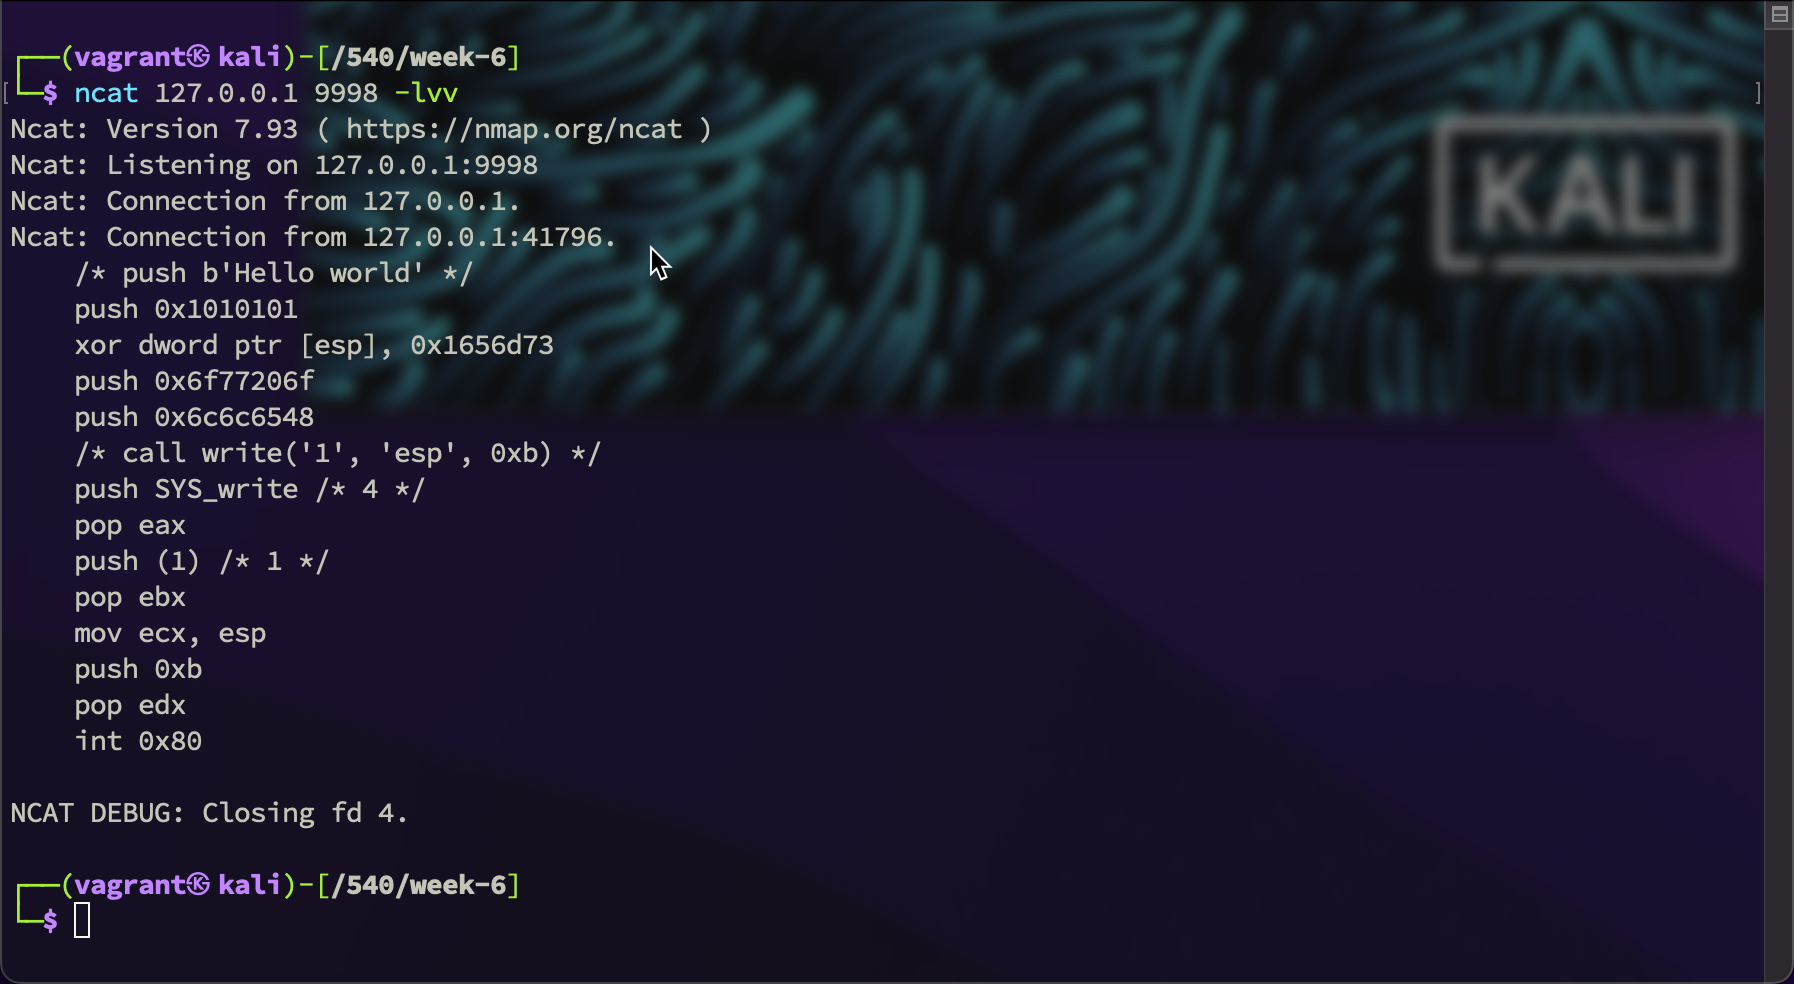 ┌──(vagrant㉿kali)-[/540/week-6]
└─$ ncat 127.0.0.1 9998 -lvv
Ncat: Version 7.93 ( https://nmap.org/ncat )
Ncat: Listening on 127.0.0.1:9998
Ncat: Connection from 127.0.0.1.
Ncat: Connection from 127.0.0.1:41796.
    /* push b'Hello world' */
    push 0x1010101
    xor dword ptr [esp], 0x1656d73
    push 0x6f77206f
    push 0x6c6c6548
    /* call write('1', 'esp', 0xb) */
    push SYS_write /* 4 */
    pop eax
    push (1) /* 1 */
    pop ebx
    mov ecx, esp
    push 0xb
    pop edx
    int 0x80
NCAT DEBUG: Closing fd 4.
┌──(vagrant㉿kali)-[/540/week-6]
└─$
KALI